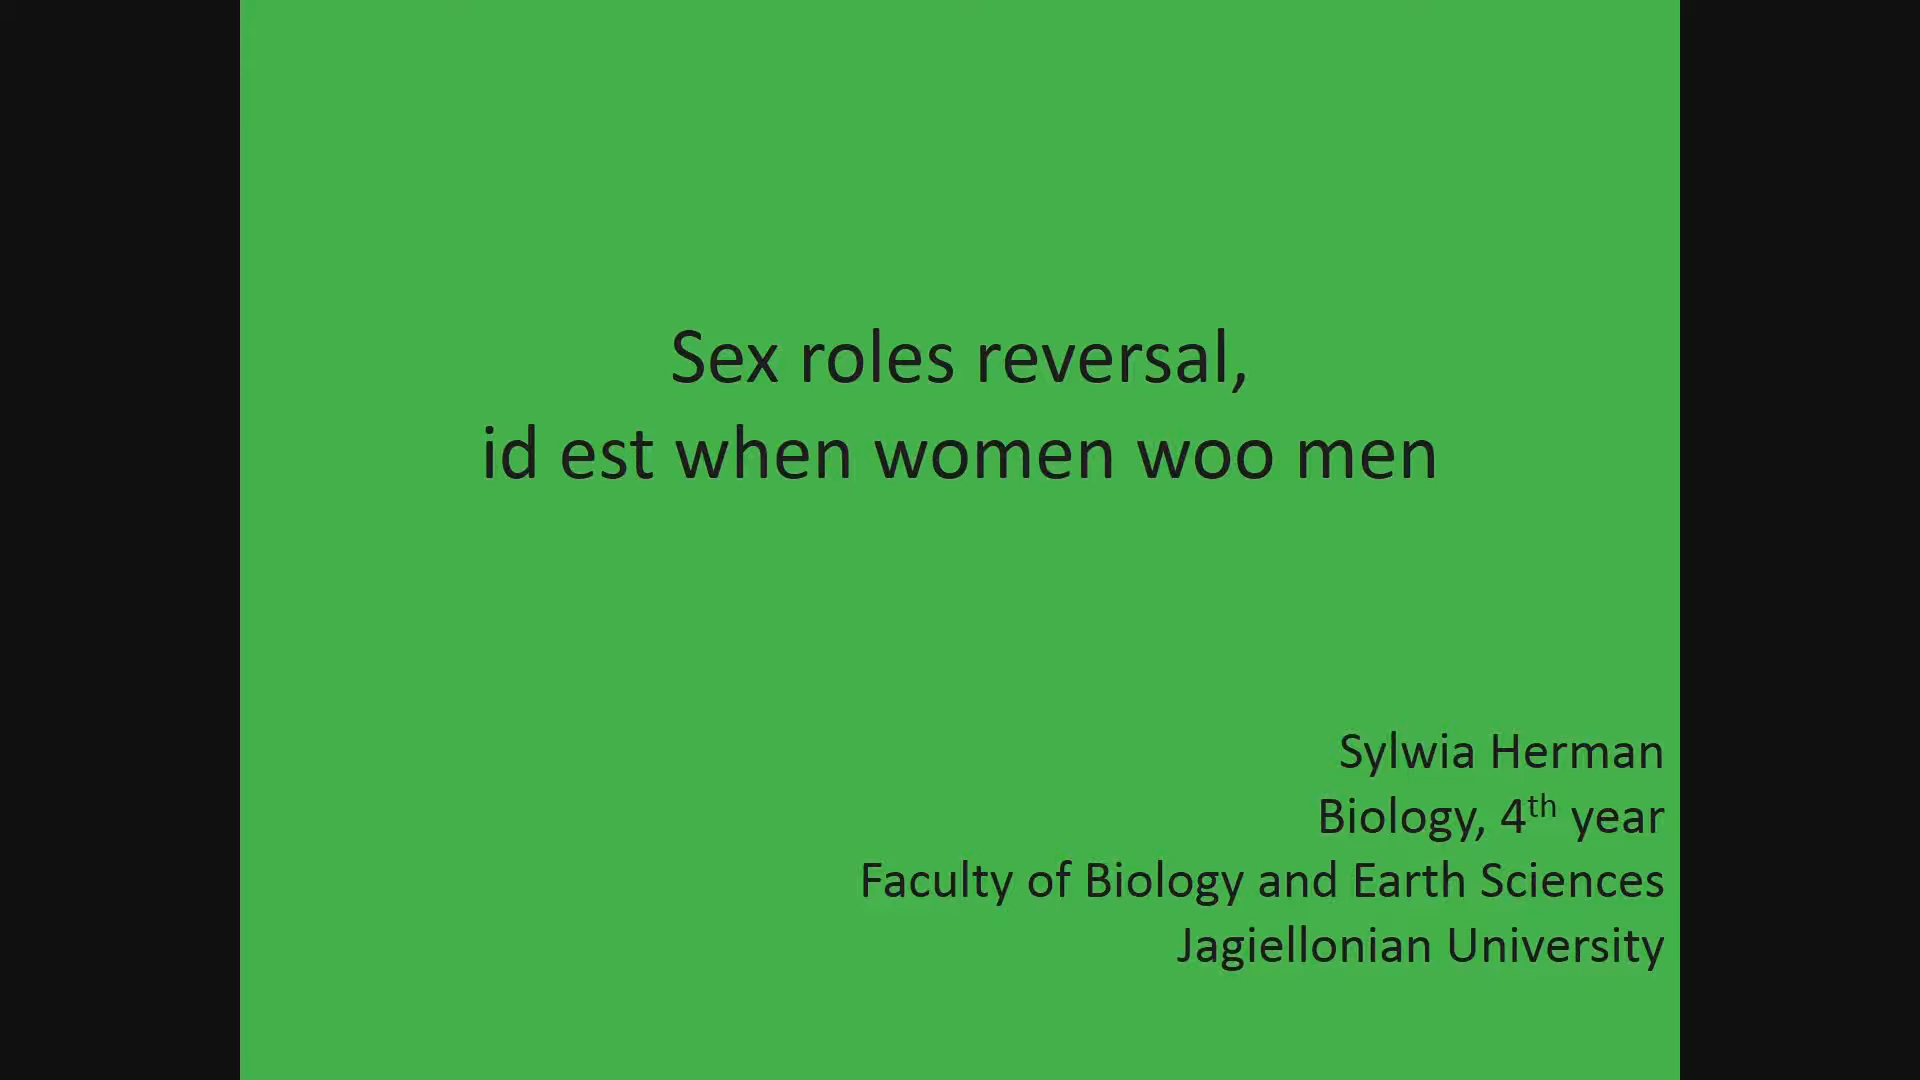 Sex roles reversal,
id est when women woo men
Sylwia Herman
Biology, 4th year
Faculty of Biology and Earth Sciences
Jagiellonian University